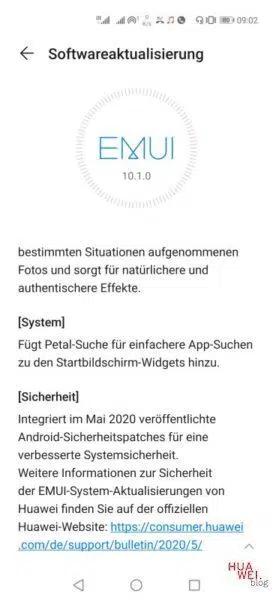 09:02
Softwareaktualisierung
EMUI
10.1.0
bestimmten Situationen aufgenommenen
Fotos und sorgt für natürlichere und
authentischere Effekte.
[System]
Fügt Petal-Suche für einfachere App-Suchen
zu den Startbildschirm-Widgets hinzu.
[Sicherheit]
Integriert im Mai 2020 veröffentlichte
Android-Sicherheitspatches für eine
verbesserte Systemsicherheit.
Weitere Informationen zur Sicherheit
der EMUI-System-Aktualisierungen von
Huawei finden Sie auf der offiziellen
Huawei-Website: https://consumer.huawei
.com/de/support/bulletin/2020/5/
HUA
WEI.
blog